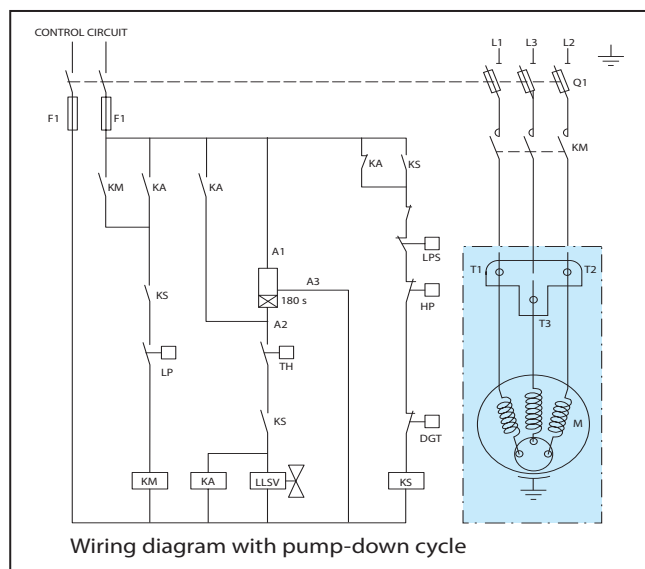 CONTROL CIRCUIT
L1 L3 L2
F1 F1
Q1
KM
KA KS
KM KA KA
A1
LPS
A3
T1 T2
180 s
KS
HP
A2
T3
LP
TH
KS
DGT
M
KM KA LLSV KS
Wiring diagram with pump-down cycle